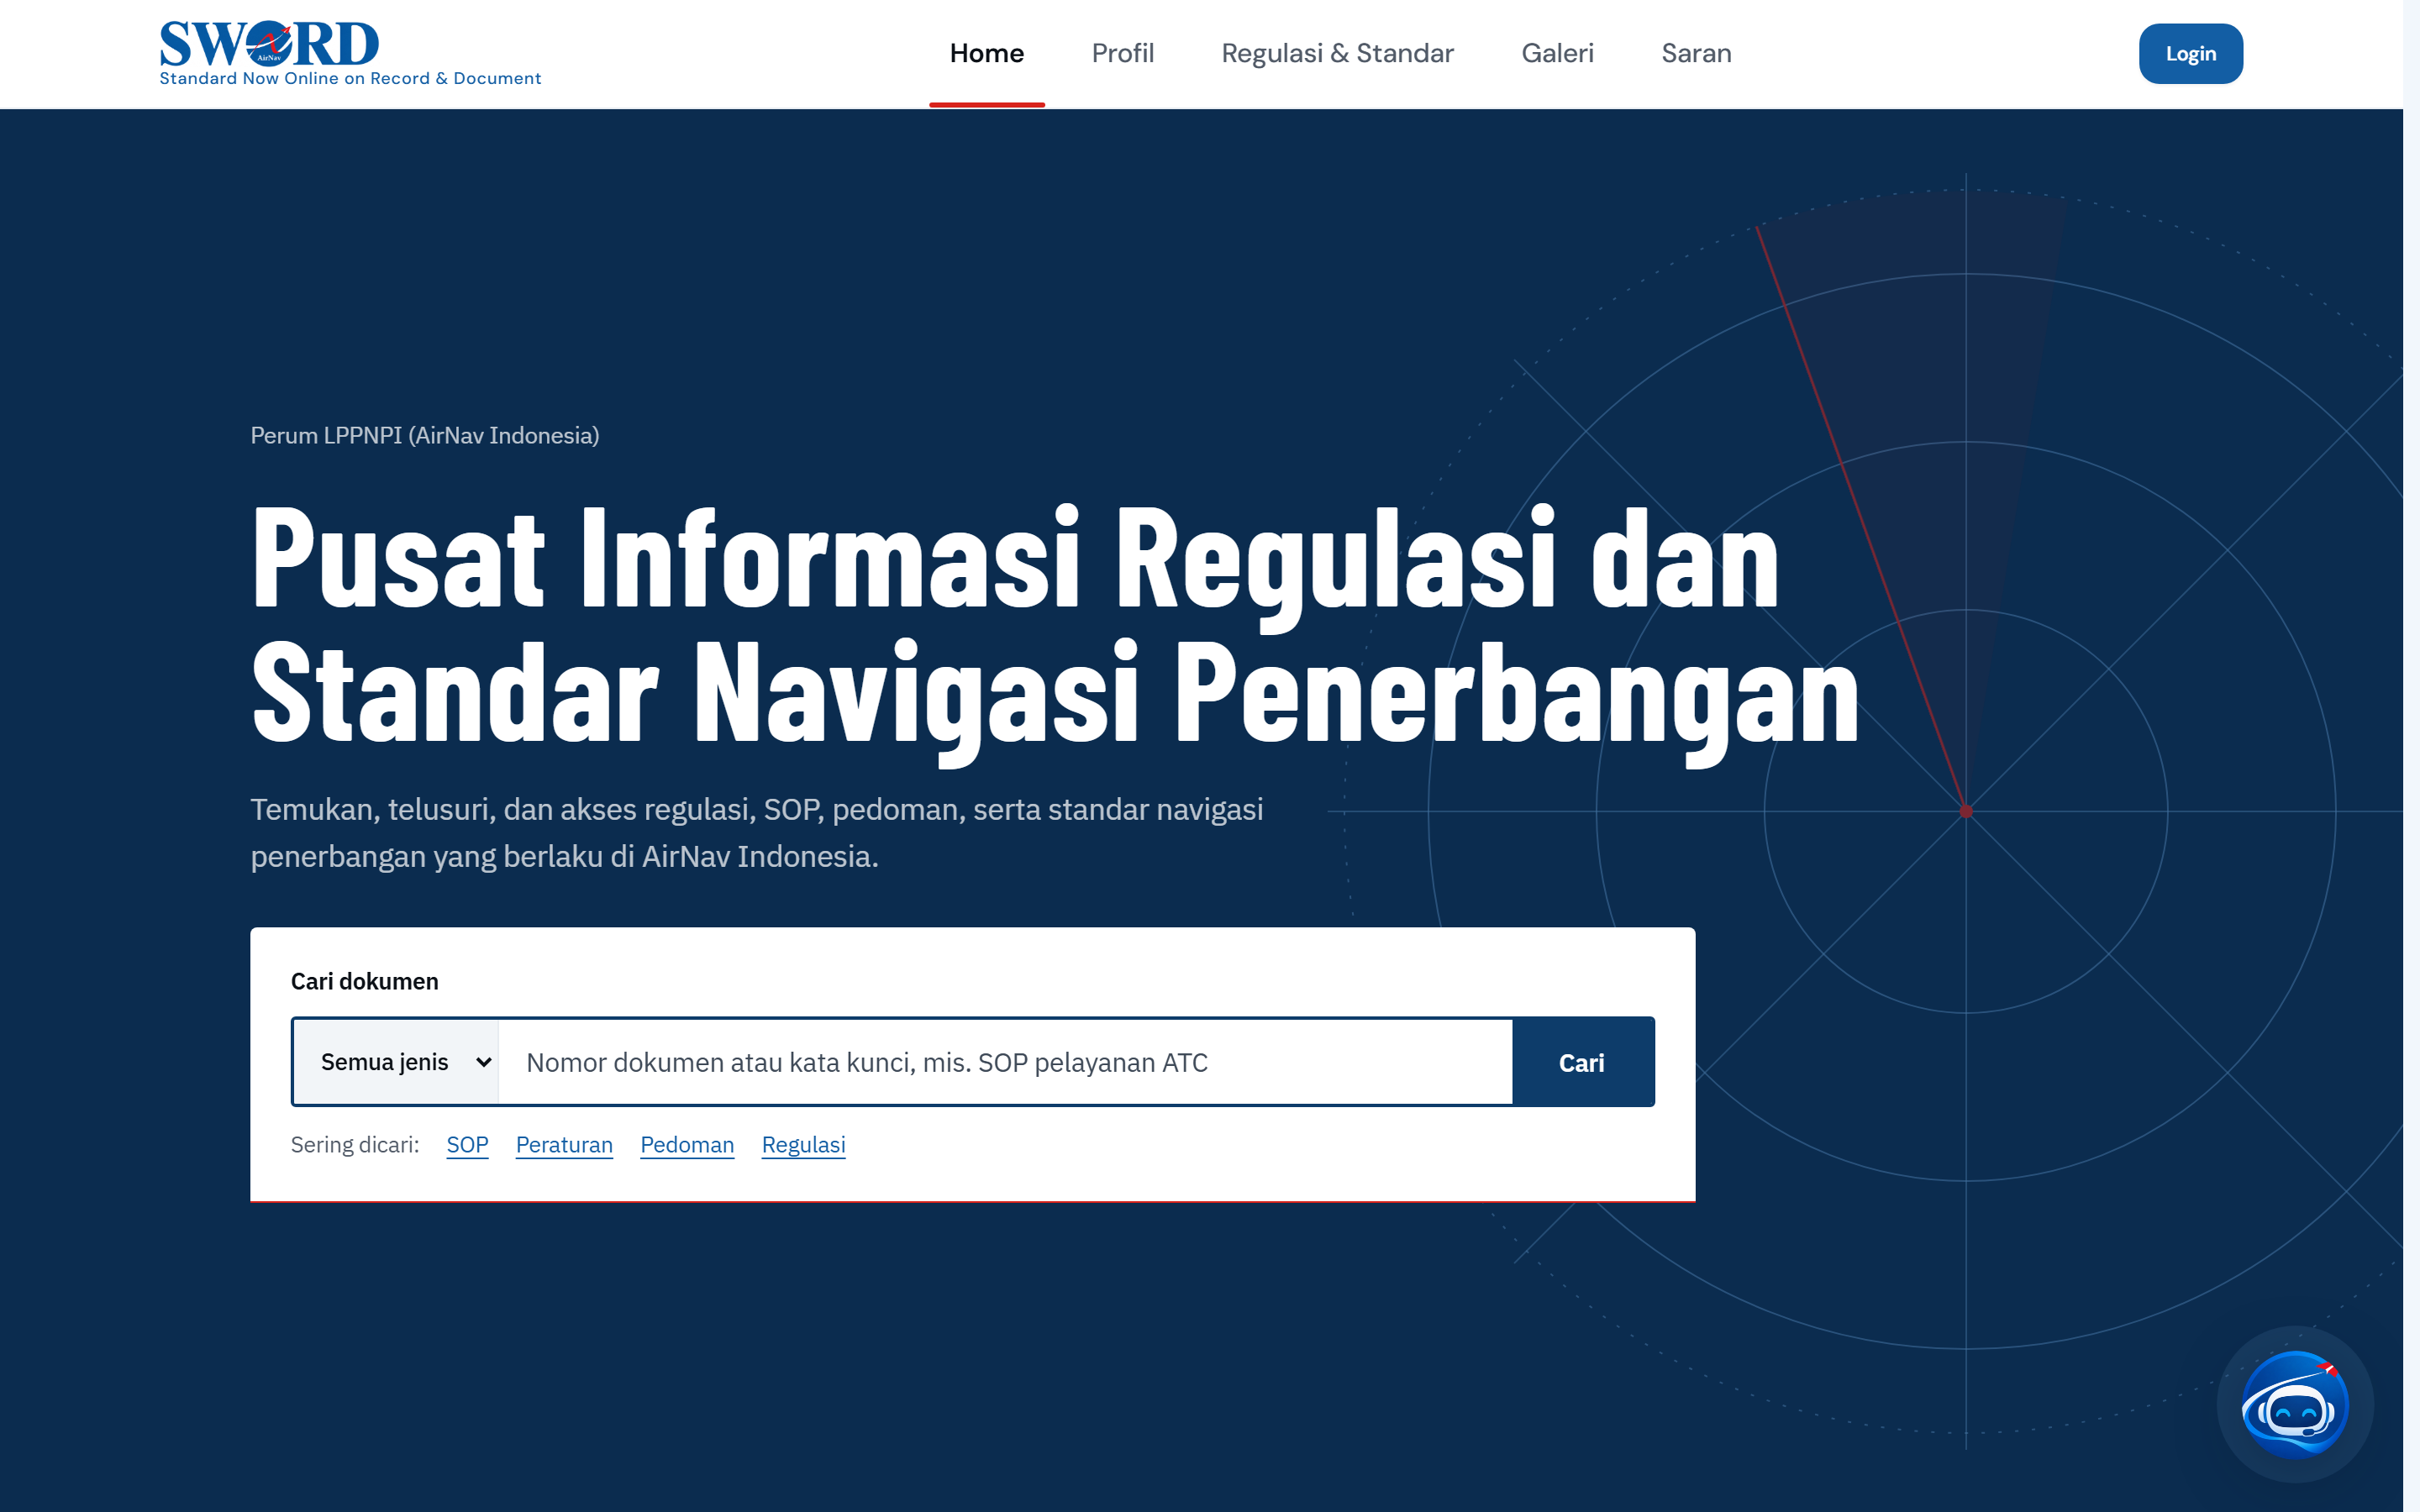 SWORD
AirNav
Standard Now Online on Record & Document
Home
Profil
Regulasi & Standar
Galeri
Saran
Login
Perum LPPNPI (AirNav Indonesia)
Pusat Informasi Regulasi dan
Standar Navigasi Penerbangan
Temukan, telusuri, dan akses regulasi, SOP, pedoman, serta standar navigasi
penerbangan yang berlaku di AirNav Indonesia.
Cari dokumen
Semua jenis
Nomor dokumen atau kata kunci, mis. SOP pelayanan ATC
Cari
Sering dicari: SOP Peraturan Pedoman Regulasi